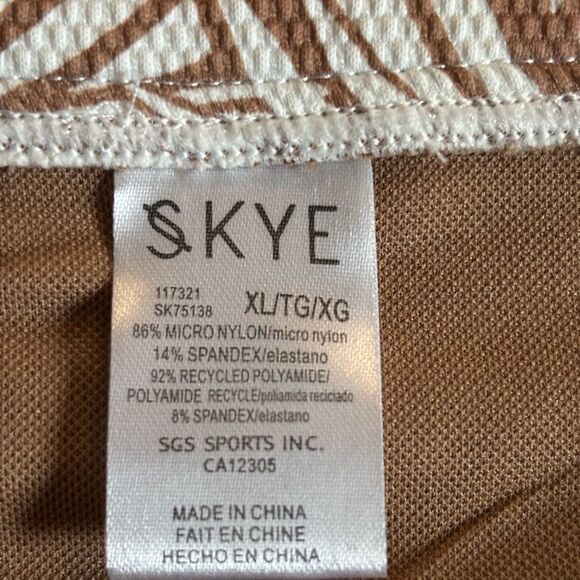 SKYE
117321
SK75138 XL/TG/XG
86% MICRO NYLON/micro nylon
14% SPANDEX/elastano
92% RECYCLED POLYAMIDE/
POLYAMIDE RECYCLE/poliamida reciclado
8% SPANDEX/elastano
SGS SPORTS INC.
CA12305
MADE IN CHINA
FAIT EN CHINE
HECHO EN CHINA